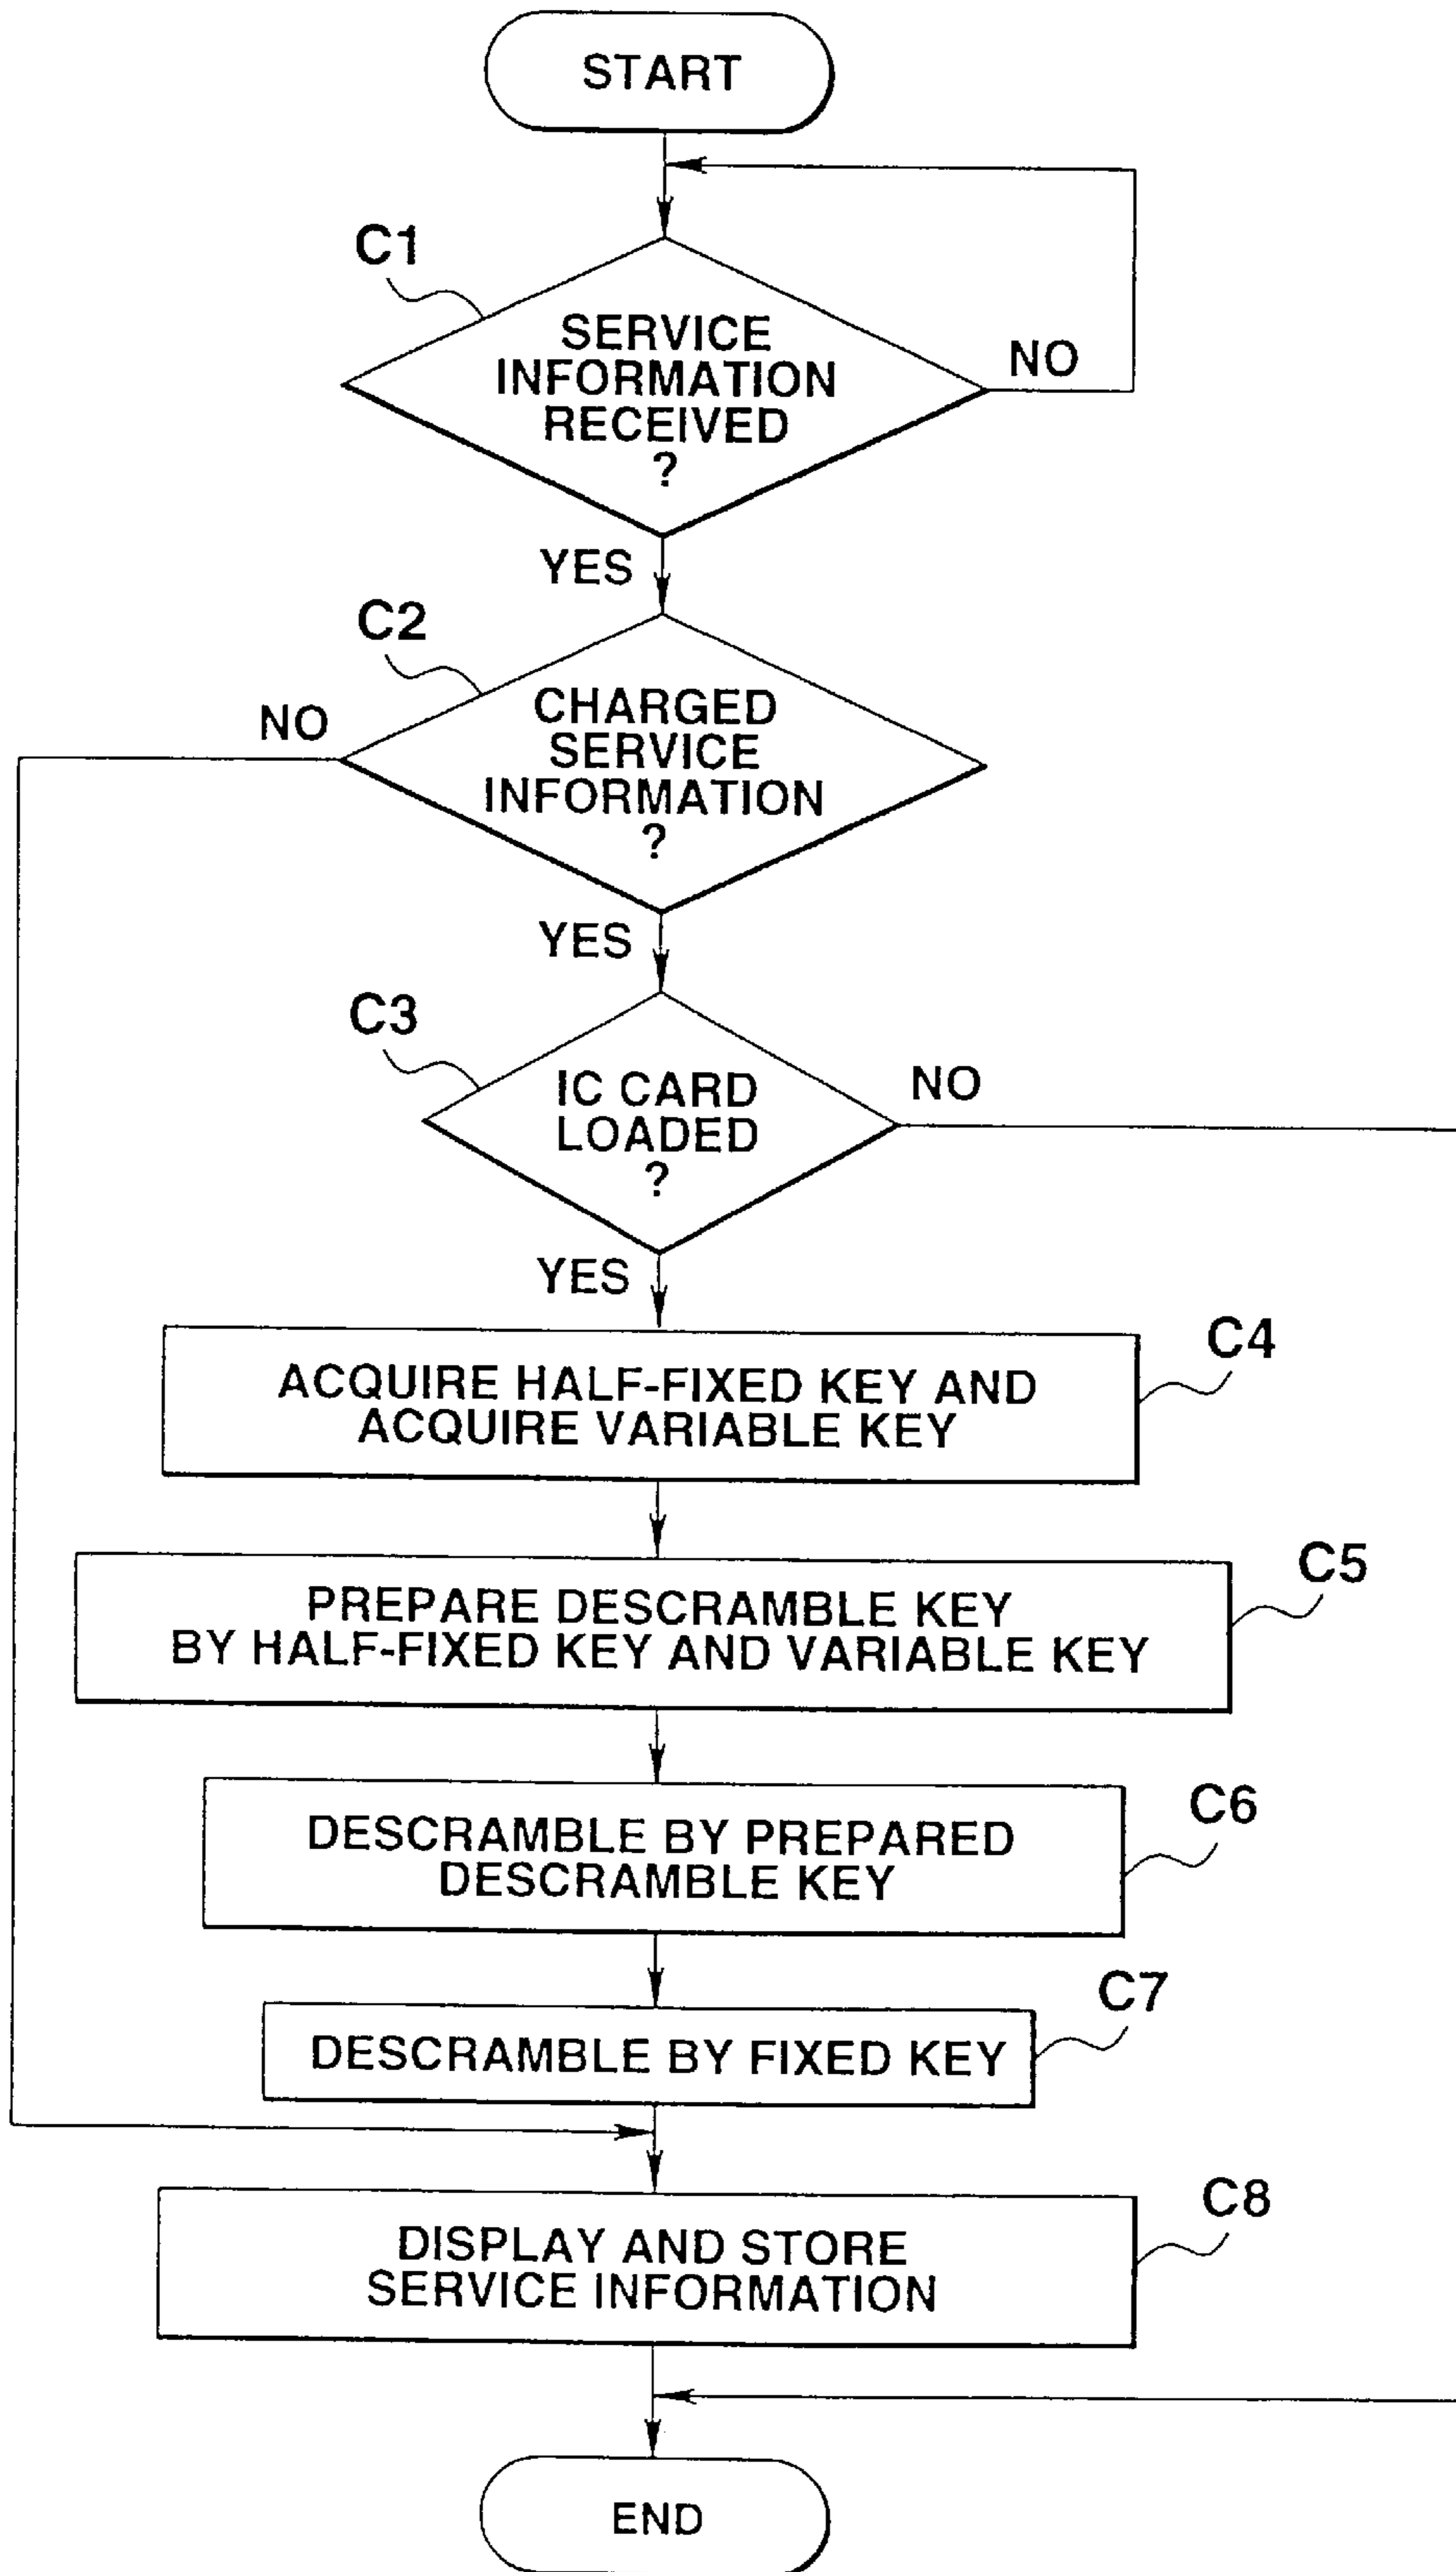 START
C1
SERVICE
INFORMATION
RECEIVED
?
NO
YES
C2
NO
CHARGED
SERVICE
INFORMATION
?
YES
C3
IC CARD
LOADED
?
NO
YES
C4
ACQUIRE HALF-FIXED KEY AND
ACQUIRE VARIABLE KEY
C5
PREPARE DESCRAMBLE KEY
BY HALF-FIXED KEY AND VARIABLE KEY
C6
DESCRAMBLE BY PREPARED
DESCRAMBLE KEY
C7
DESCRAMBLE BY FIXED KEY
C8
DISPLAY AND STORE
SERVICE INFORMATION
END